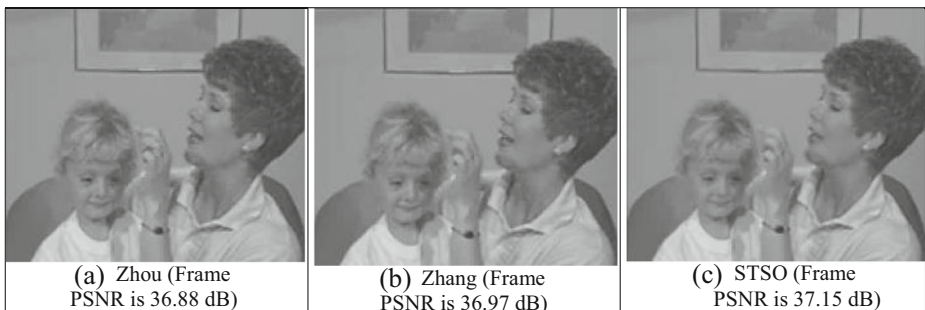 (a) Zhou (Frame
PSNR is 36.88 dB)
(b) Zhang (Frame
PSNR is 36.97 dB)
(c) STSO (Frame
PSNR is 37.15 dB)